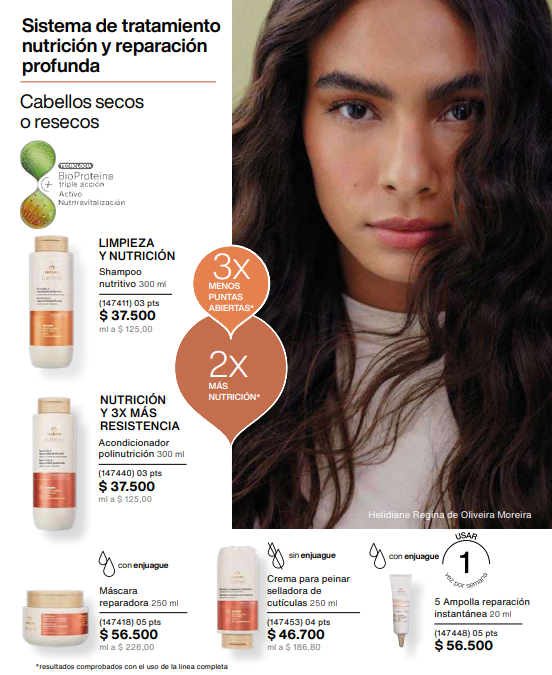 Sistema de tratamiento
nutrición y reparación
profunda
Cabellos secos
o resecos
TECNOLOGÍA
BioProteína
triple acción
+
Activo
Nutrirevitalización
LIMPIEZA
Y NUTRICIÓN
Shampoo
nutritivo 300 ml
(147411) 03 pts
$ 37.500
ml a $ 125,00
3X
MENOS
PUNTAS
ABIERTAS*
2X
MÁS
NUTRICIÓN*
NUTRICIÓN
Y 3X MÁS
RESISTENCIA
Acondicionador
polinutrición 300 ml
(147440) 03 pts
$ 37.500
ml a $ 125,00
Helidiane Regina de Oliveira Moreira
con enjuague
Máscara
reparadora 250 ml
(147418) 05 pts
$ 56.500
ml a $ 226,00
sin enjuague
Crema para peinar
selladora de
cutículas 250 ml
(147453) 04 pts
$ 46.700
ml a $ 186,80
con enjuague
USAR
1
vez por semana
5 Ampolla reparación
instantánea 20 ml
(147448) 05 pts
$ 56.500
*resultados comprobados con el uso de la linea completa